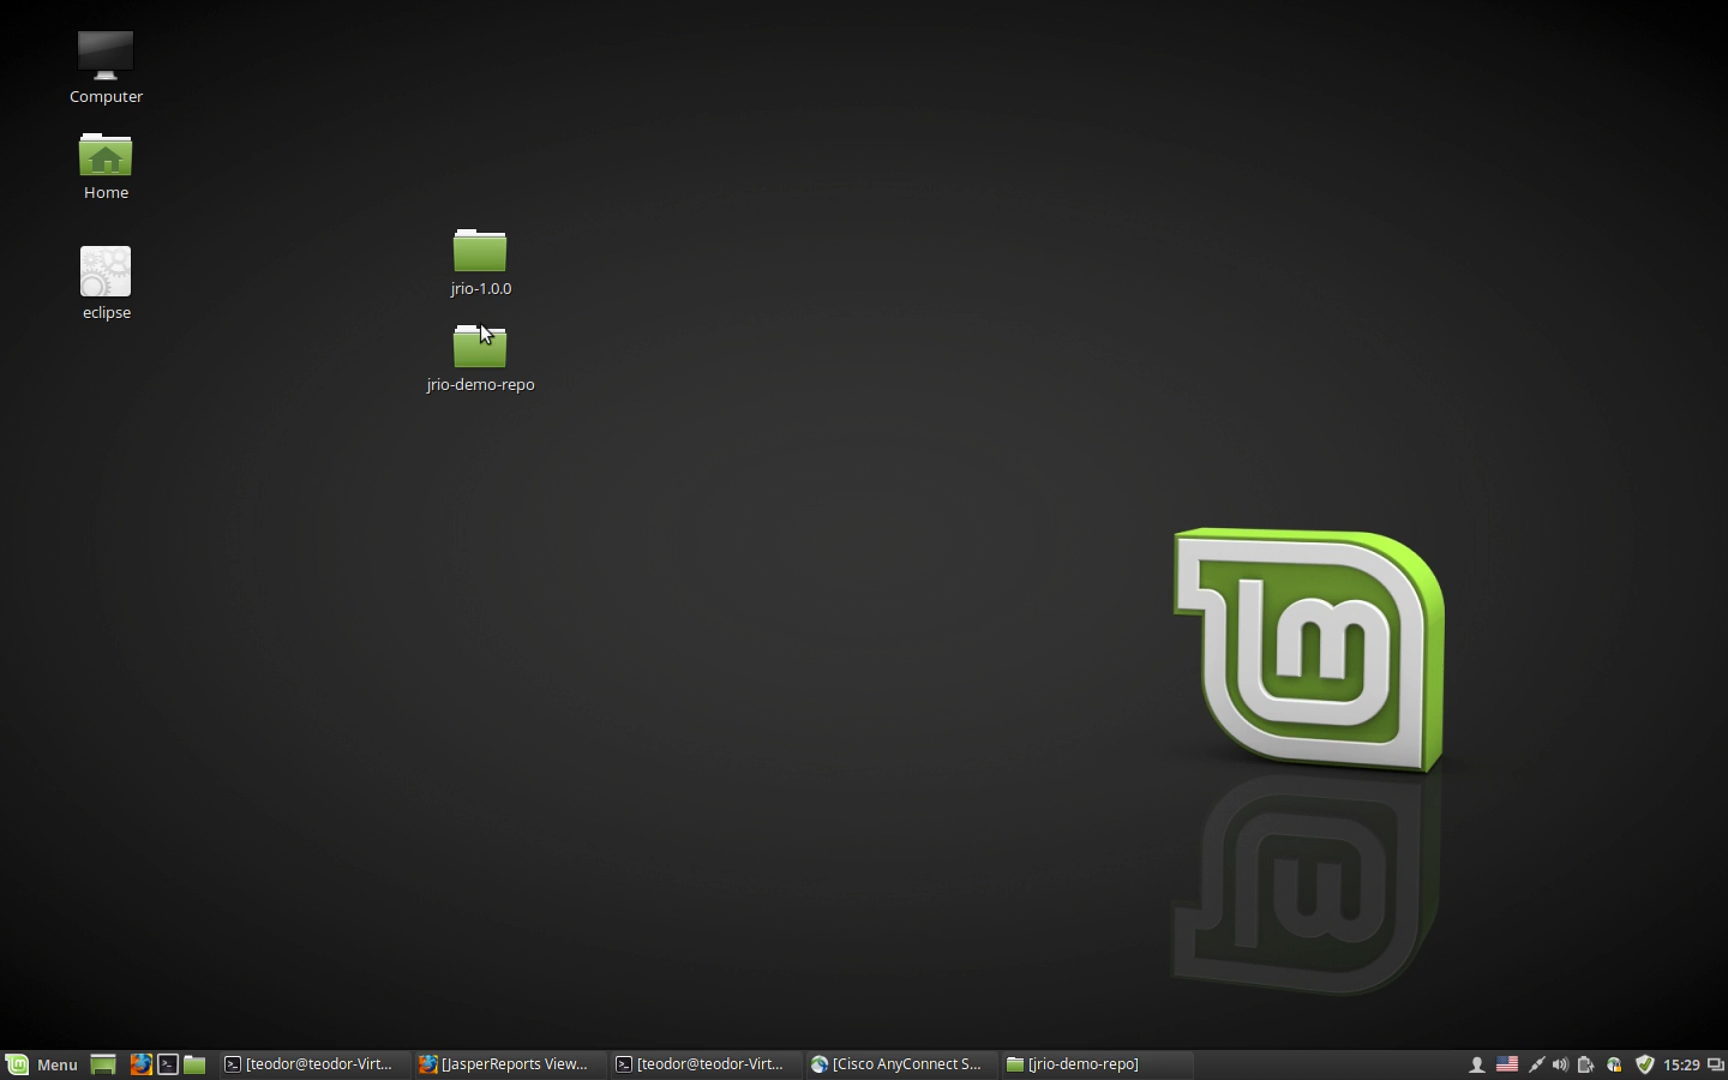 Computer
Home
eclipse
jrio-1.0.0
jrio-demo-repo
lm
Menu
[teodor@teodor-Virt...
[JasperReports View...
[teodor@teodor-Virt...
[Cisco AnyConnect S...
[jrio-demo-repo]
15:29